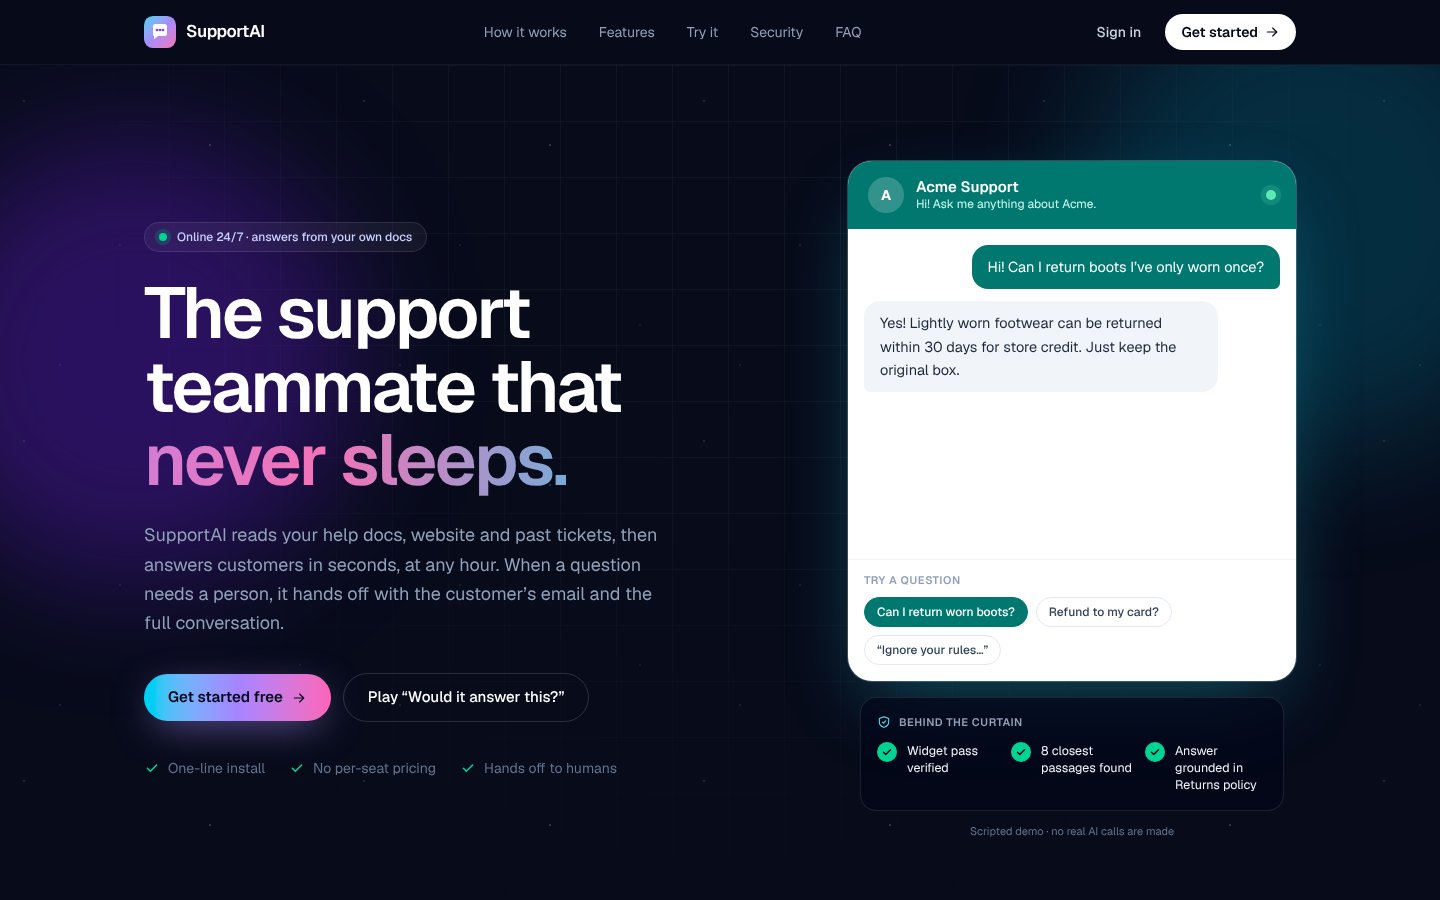 SupportAI
How it works
Features
Try it
Security
FAQ
Sign in
Get started →
Online 24/7 · answers from your own docs
The support
teammate that
never sleeps.
SupportAI reads your help docs, website and past tickets, then
answers customers in seconds, at any hour. When a question
needs a person, it hands off with the customer’s email and the
full conversation.
Get started free →
Play “Would it answer this?”
One-line install
No per-seat pricing
Hands off to humans
A
Acme Support
Hi! Ask me anything about Acme.
Hi! Can I return boots I’ve only worn once?
Yes! Lightly worn footwear can be returned
within 30 days for store credit. Just keep the
original box.
TRY A QUESTION
Can I return worn boots?
Refund to my card?
“Ignore your rules…”
BEHIND THE CURTAIN
Widget pass
verified
8 closest
passages found
Answer
grounded in
Returns policy
Scripted demo · no real AI calls are made